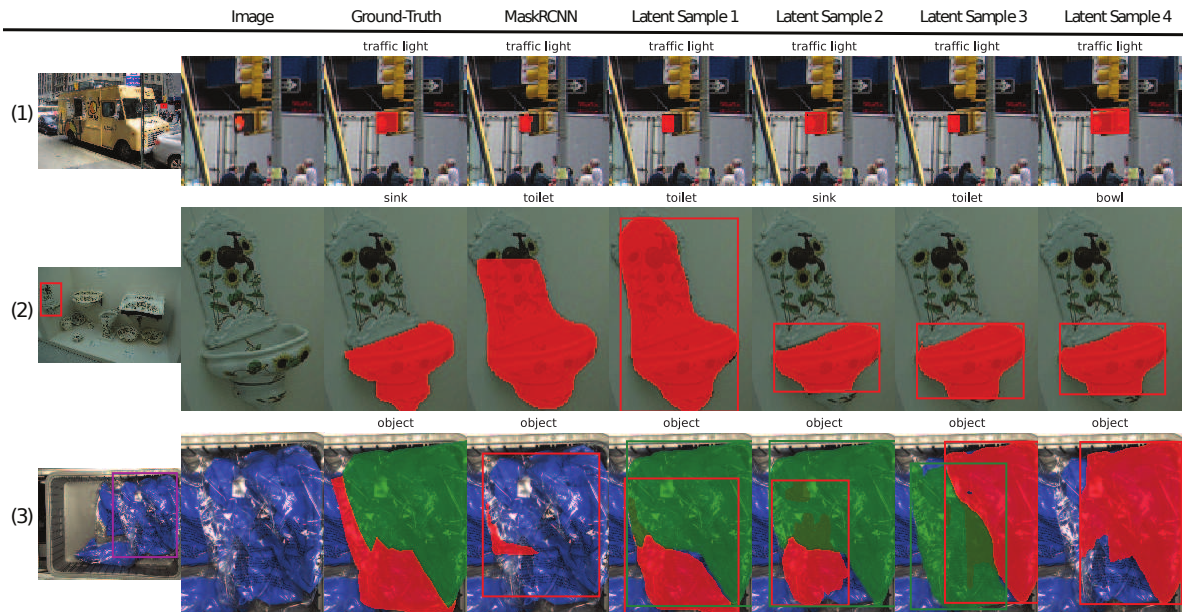 Image Ground-Truth MaskRCNN Latent Sample 1 Latent Sample 2 Latent Sample 3 Latent Sample 4
traffic light traffic light traffic light traffic light traffic light traffic light
(1)
sink toilet toilet sink toilet bowl
(2)
object object object object object object
(3)